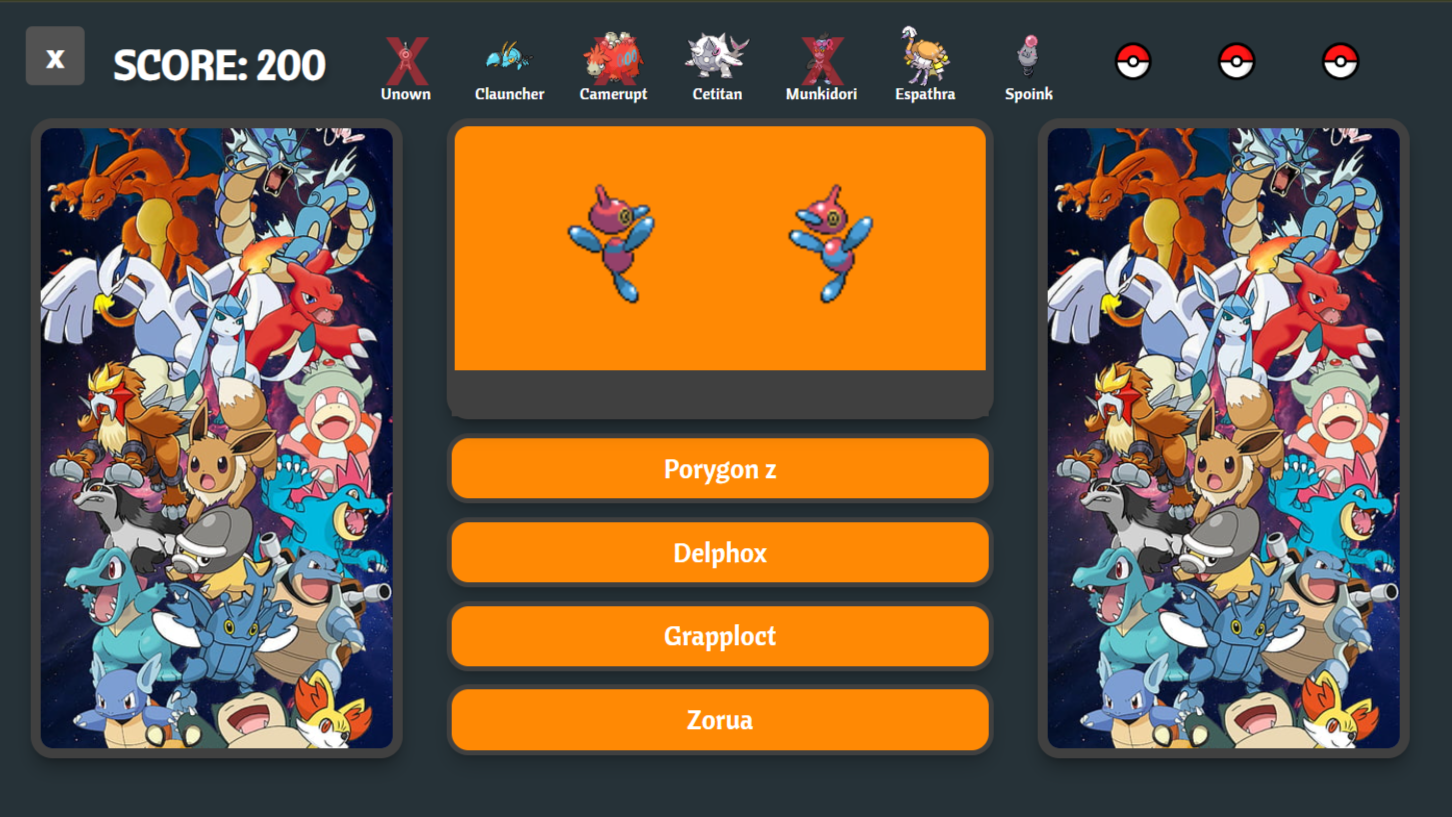 x
SCORE: 200
Unown
Clauncher
Camerupt
Cetitan
Munkidori
Espathra
Spoink
Porygon z
Delphox
Grapploct
Zorua